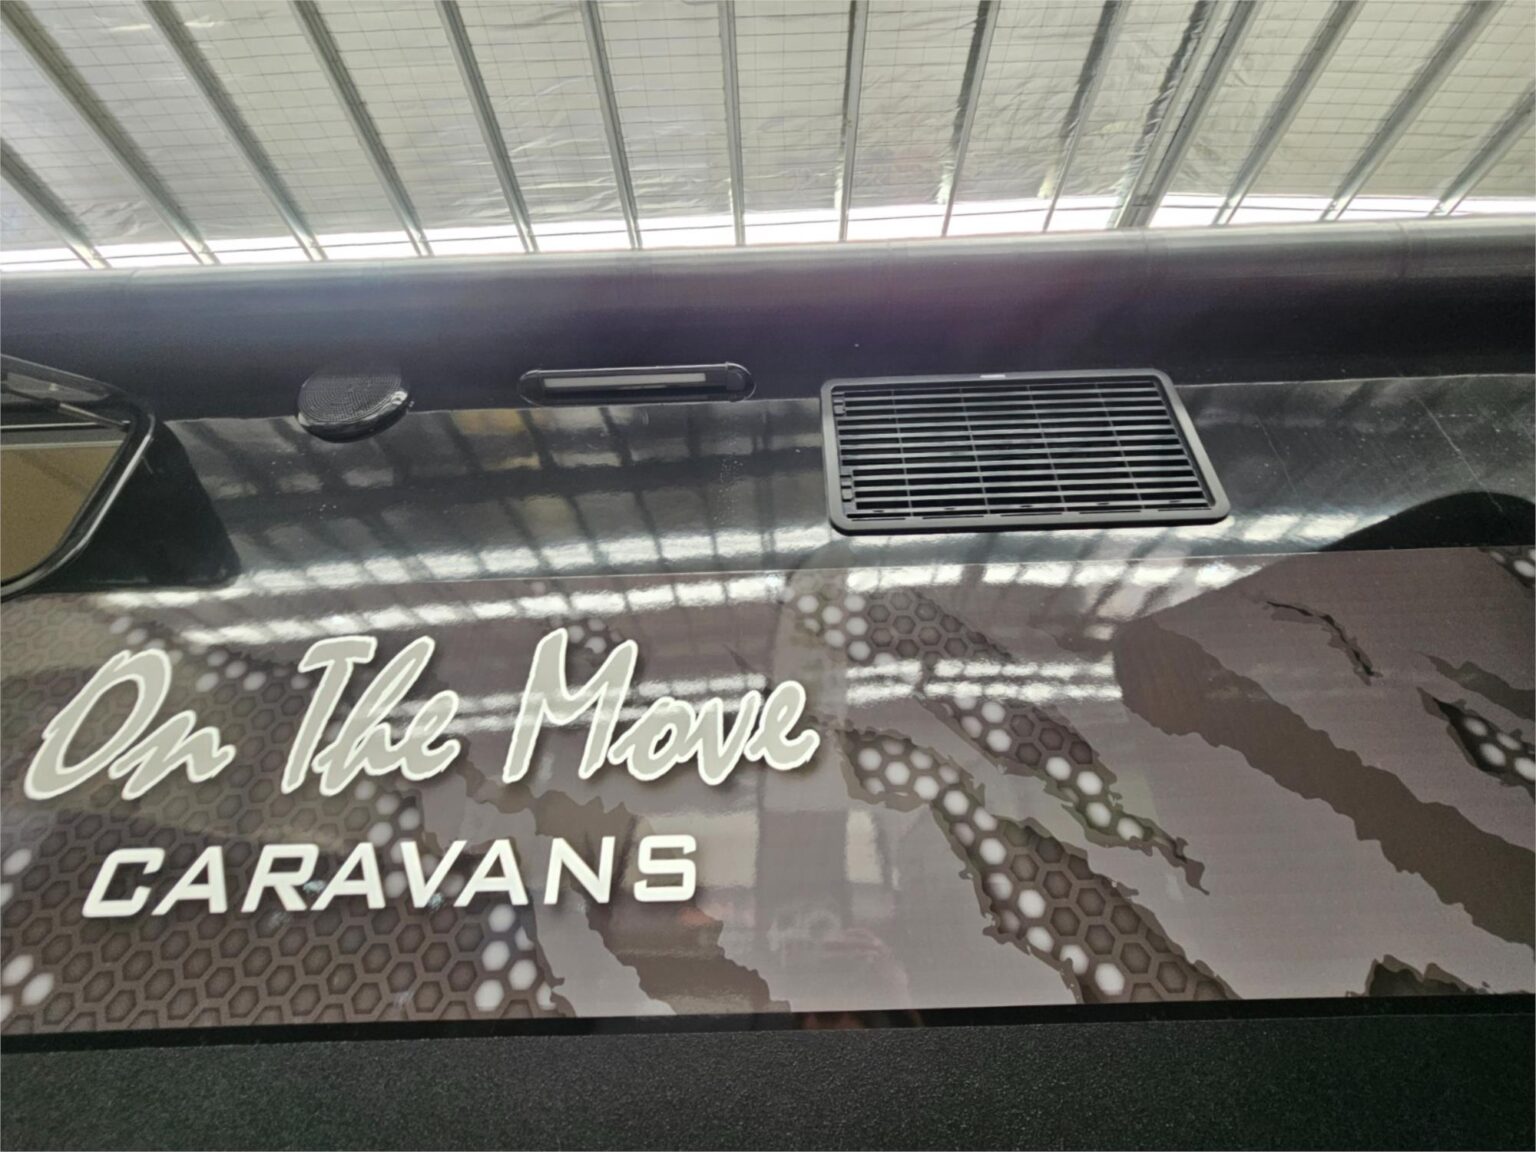 On The Move
CARAVANS